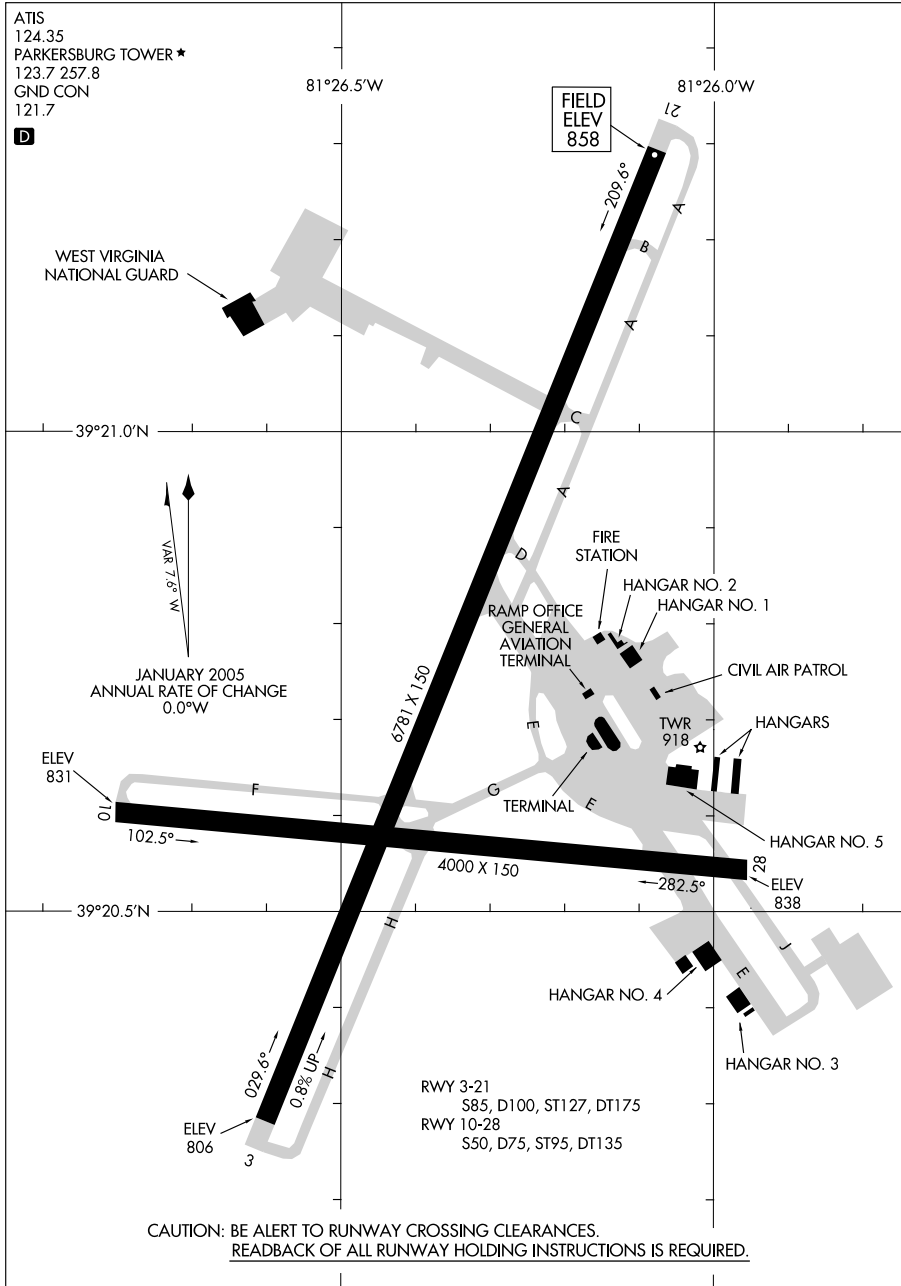 ATIS
124.35
PARKERSBURG TOWER ★
123.7 257.8
GND CON
121.7
D
81°26.5'W
81°26.0'W
FIELD
ELEV
858
21
209.6°
A
B
WEST VIRGINIA
NATIONAL GUARD
A
C
39°21.0'N
A
VAR 7.6° W
D
FIRE
STATION
HANGAR NO. 2
HANGAR NO. 1
RAMP OFFICE
GENERAL
AVIATION
TERMINAL
JANUARY 2005
ANNUAL RATE OF CHANGE
0.0°W
CIVIL AIR PATROL
6781 X 150
E
TWR
918
HANGARS
ELEV
831
F
G
E
TERMINAL
10
102.5°
HANGAR NO. 5
4000 X 150
28
282.5°
ELEV
838
39°20.5'N
H
J
E
HANGAR NO. 4
HANGAR NO. 3
029.6°
0.8% UP
H
RWY 3-21
S85, D100, ST127, DT175
RWY 10-28
S50, D75, ST95, DT135
ELEV
806
3
CAUTION: BE ALERT TO RUNWAY CROSSING CLEARANCES.
READBACK OF ALL RUNWAY HOLDING INSTRUCTIONS IS REQUIRED.